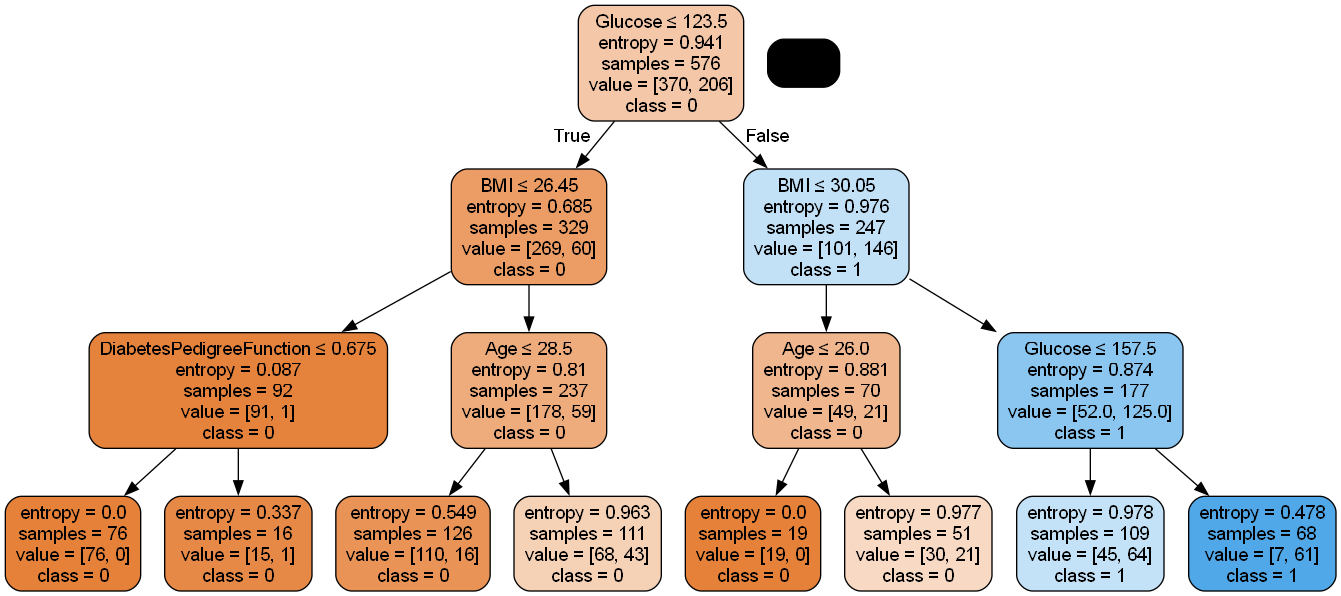 Glucose ≤ 123.5
entropy = 0.941
samples = 576
value = [370, 206]
class = 0
True
False
BMI ≤ 26.45
entropy = 0.685
samples = 329
value = [269, 60]
class = 0
BMI ≤ 30.05
entropy = 0.976
samples = 247
value = [101, 146]
class = 1
DiabetesPedigreeFunction ≤ 0.675
entropy = 0.087
samples = 92
value = [91, 1]
class = 0
Age ≤ 28.5
entropy = 0.81
samples = 237
value = [178, 59]
class = 0
Age ≤ 26.0
entropy = 0.881
samples = 70
value = [49, 21]
class = 0
Glucose ≤ 157.5
entropy = 0.874
samples = 177
value = [52.0, 125.0]
class = 1
entropy = 0.0
samples = 76
value = [76, 0]
class = 0
entropy = 0.337
samples = 16
value = [15, 1]
class = 0
entropy = 0.549
samples = 126
value = [110, 16]
class = 0
entropy = 0.963
samples = 111
value = [68, 43]
class = 0
entropy = 0.0
samples = 19
value = [19, 0]
class = 0
entropy = 0.977
samples = 51
value = [30, 21]
class = 0
entropy = 0.978
samples = 109
value = [45, 64]
class = 1
entropy = 0.478
samples = 68
value = [7, 61]
class = 1